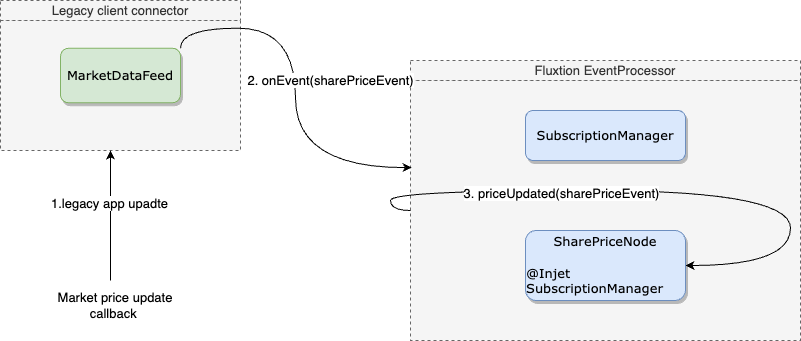 Legacy client connector
MarketDataFeed
2. onEvent(sharePriceEvent)
Fluxtion EventProcessor
SubscriptionManager
1.legacy app upadte
3. priceUpdated(sharePriceEvent)
SharePriceNode
@Injet
SubscriptionManager
Market price update
callback